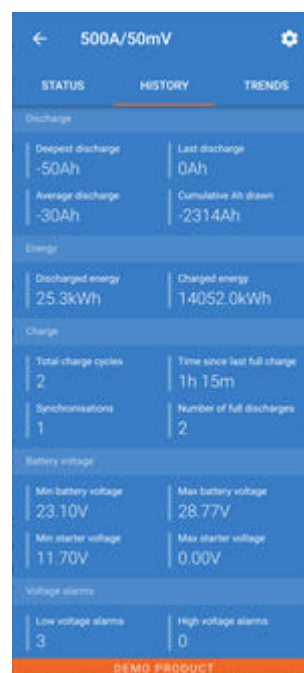 500A/50mV
STATUS HISTORY TRENDS
Discharge
Deepest discharge Last discharge
-50Ah 0Ah
Average discharge Cumulative Ah drawn
-30Ah -2314Ah
Energy
Discharged energy Charged energy
25.3kWh 14052.0kWh
Charge
Total charge cycles Time since last full charge
2 1h 15m
Synchronisations Number of full discharges
1 2
Battery voltage
Min battery voltage Max battery voltage
23.10V 28.77V
Min starter voltage Max starter voltage
11.70V 0.00V
Voltage alarms
Low voltage alarms High voltage alarms
3 0
DEMO PRODUCT